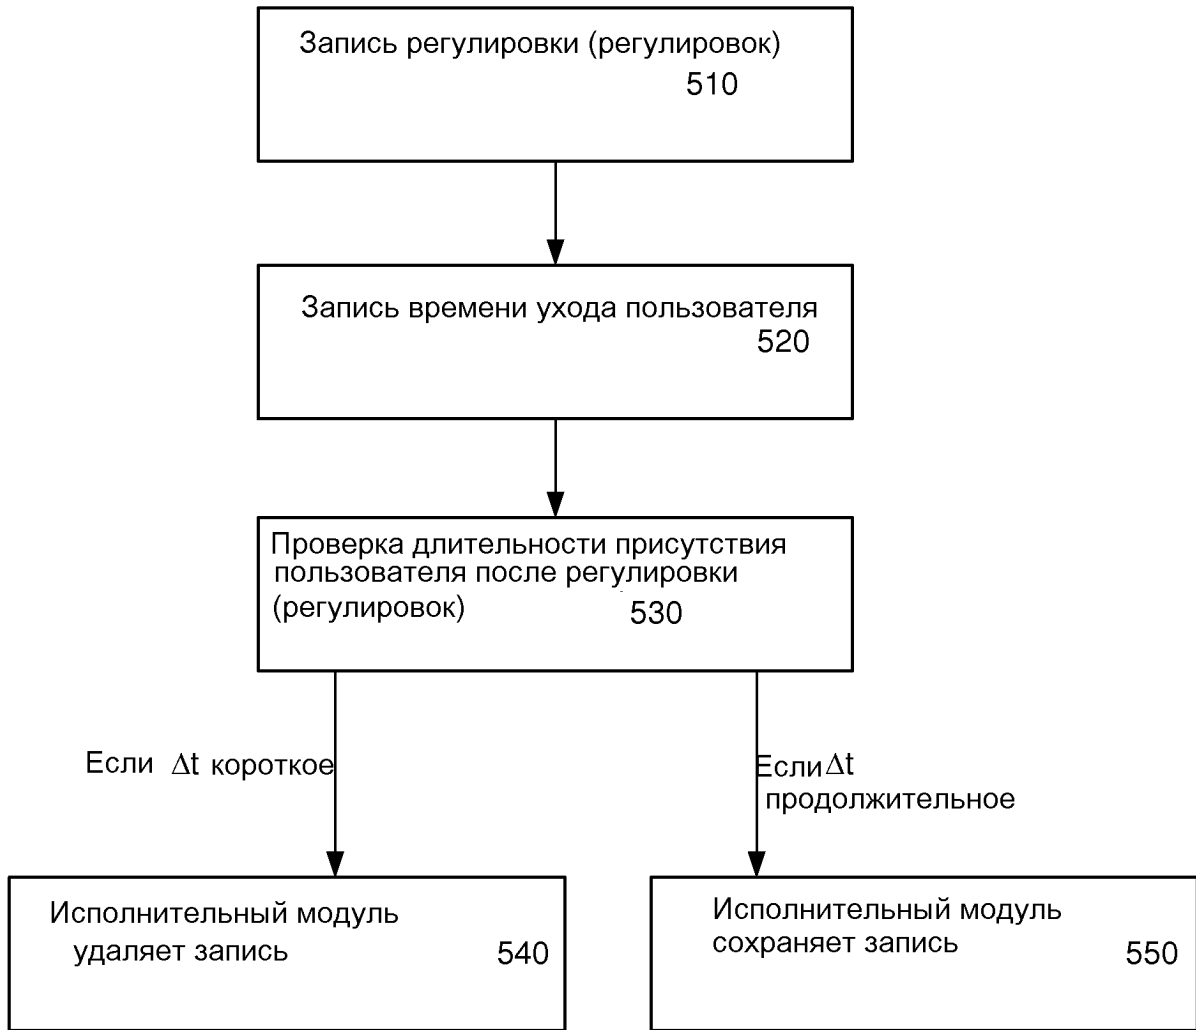 Запись регулировки (регулировок)
510
Запись времени ухода пользователя
520
Проверка длительности присутствия
пользователя после регулировки
(регулировок) 530
Если Δt короткое
Если Δt
продолжительное
Исполнительный модуль
удаляет запись 540
Исполнительный модуль
сохраняет запись 550